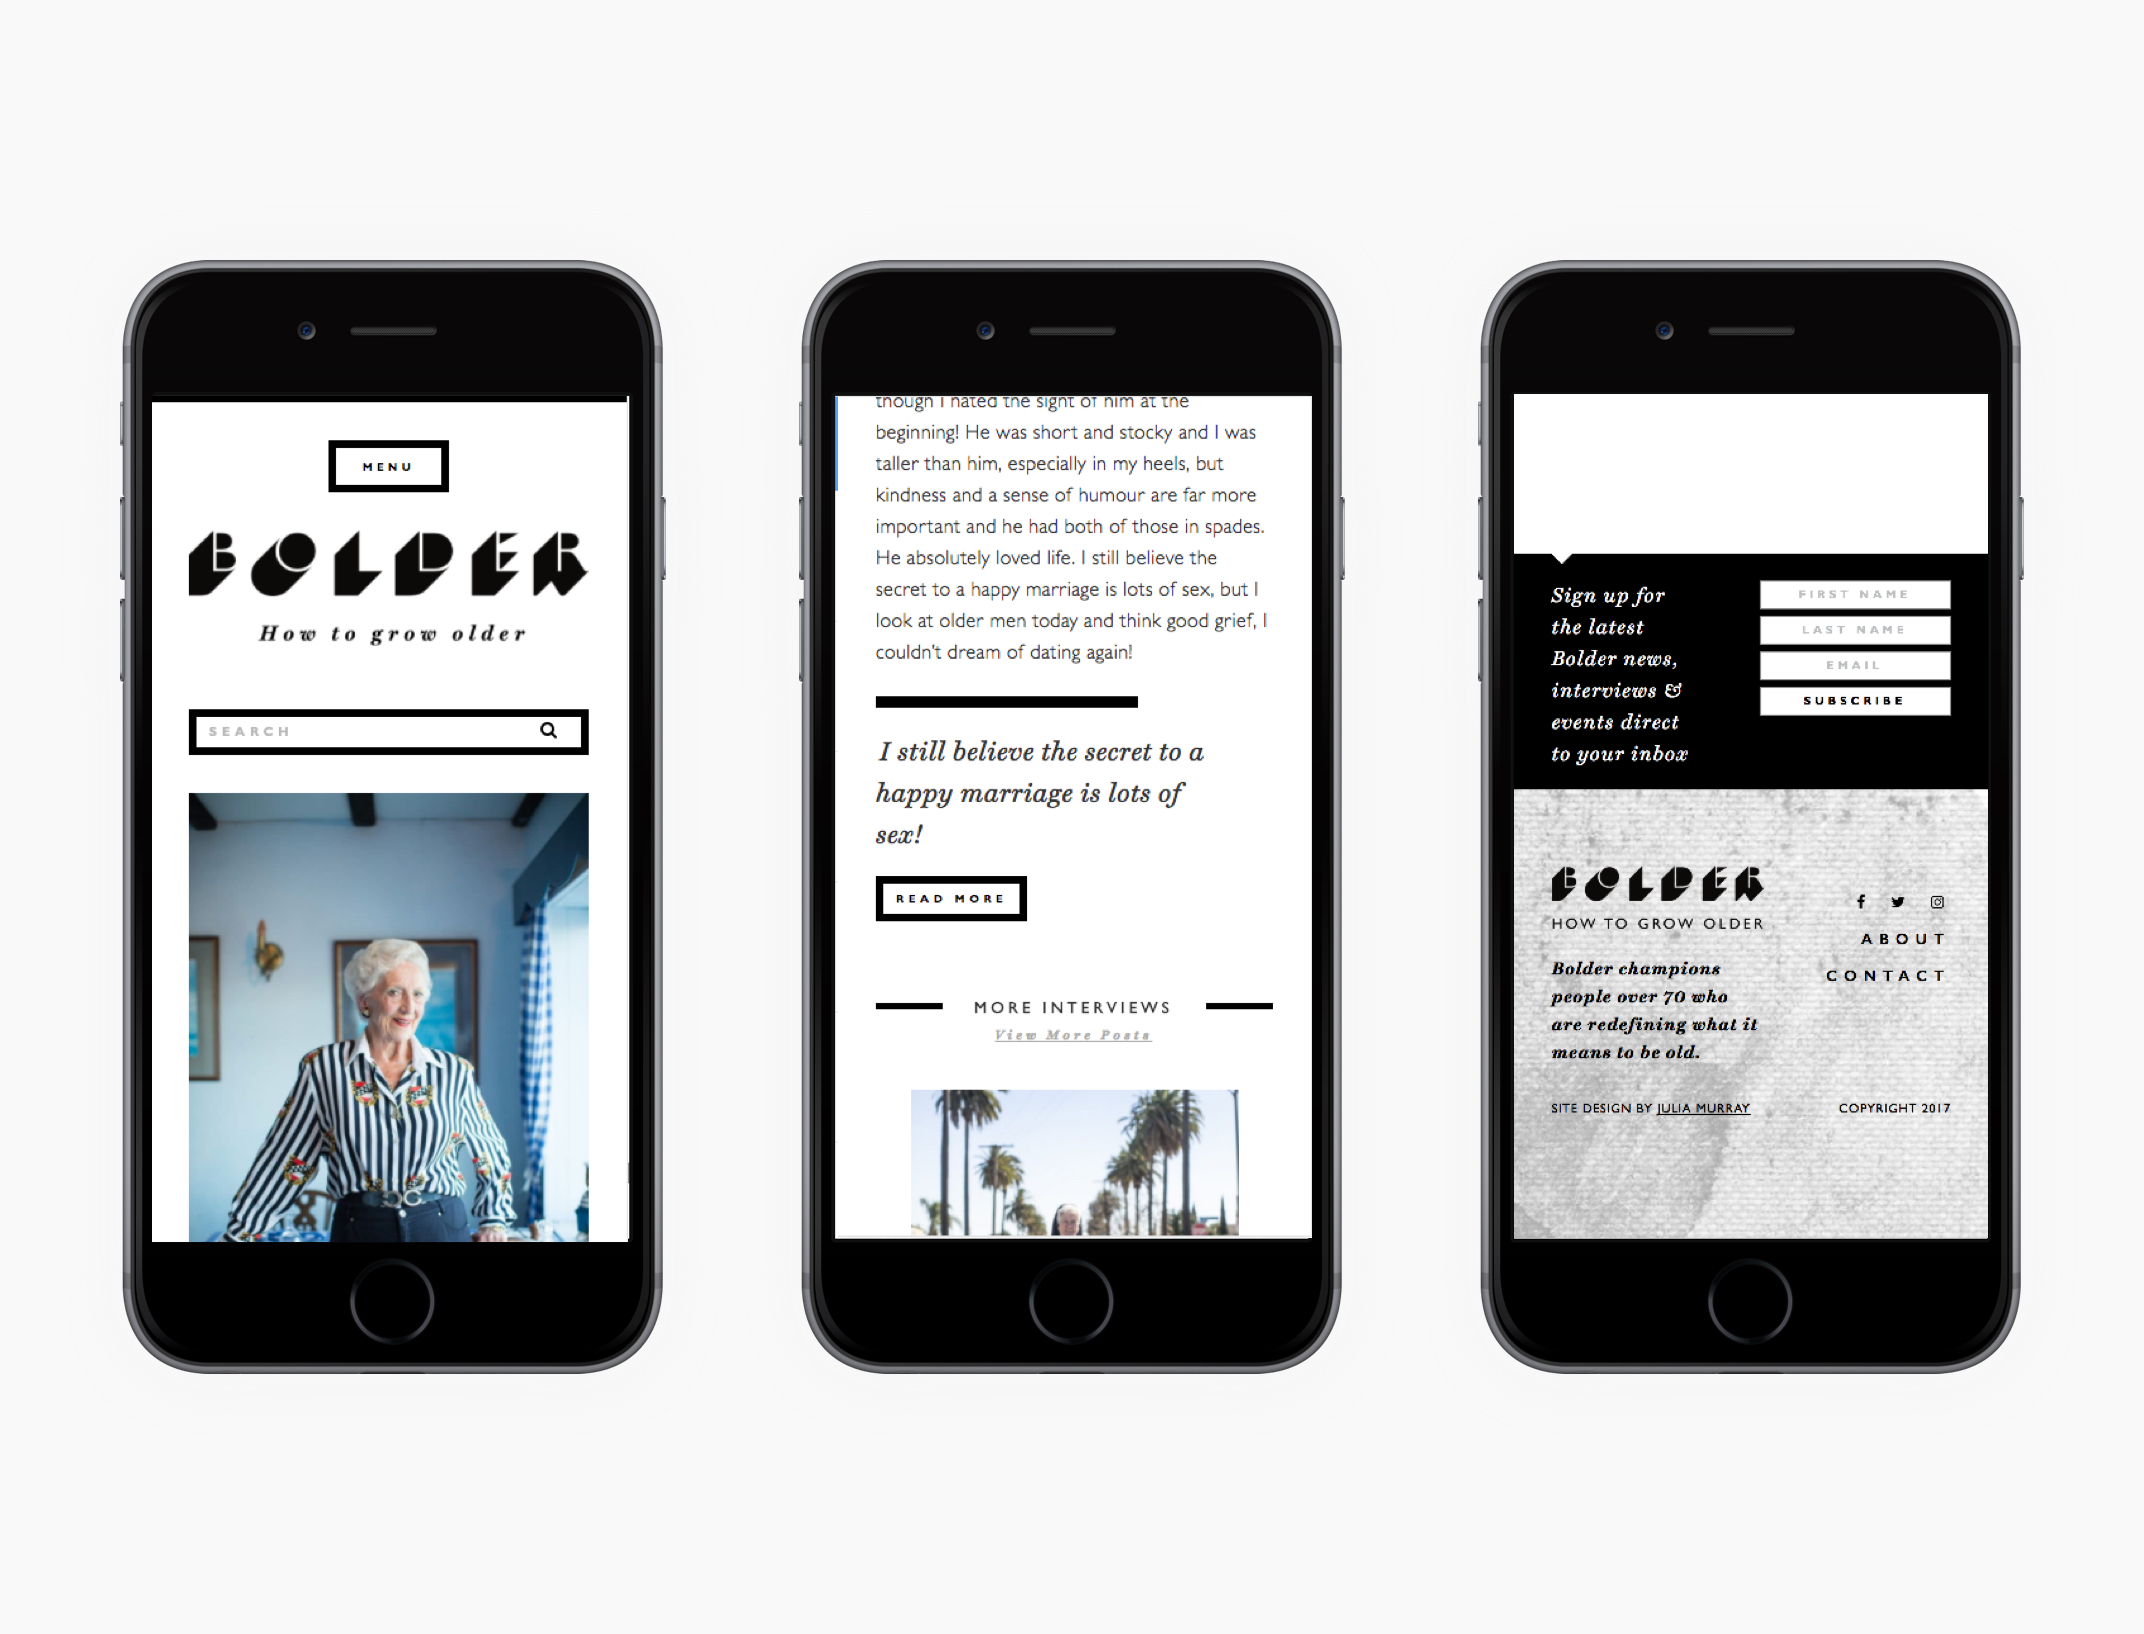 MENU
BOLDER
How to grow older
SEARCH
though I hated the sight of him at the
beginning! He was short and stocky and I was
taller than him, especially in my heels, but
kindness and a sense of humour are far more
important and he had both of those in spades.
He absolutely loved life. I still believe the
secret to a happy marriage is lots of sex, but I
look at older men today and think good grief, I
couldn't dream of dating again!
I still believe the secret to a
happy marriage is lots of
sex!
READ MORE
MORE INTERVIEWS
View More Posts
Sign up for
the latest
Bolder news,
interviews &
events direct
to your inbox
FIRST NAME
LAST NAME
EMAIL
SUBSCRIBE
BOLDER
HOW TO GROW OLDER
Bolder champions
people over 70 who
are redefining what it
means to be old.
ABOUT
CONTACT
SITE DESIGN BY JULIA MURRAY
COPYRIGHT 2017